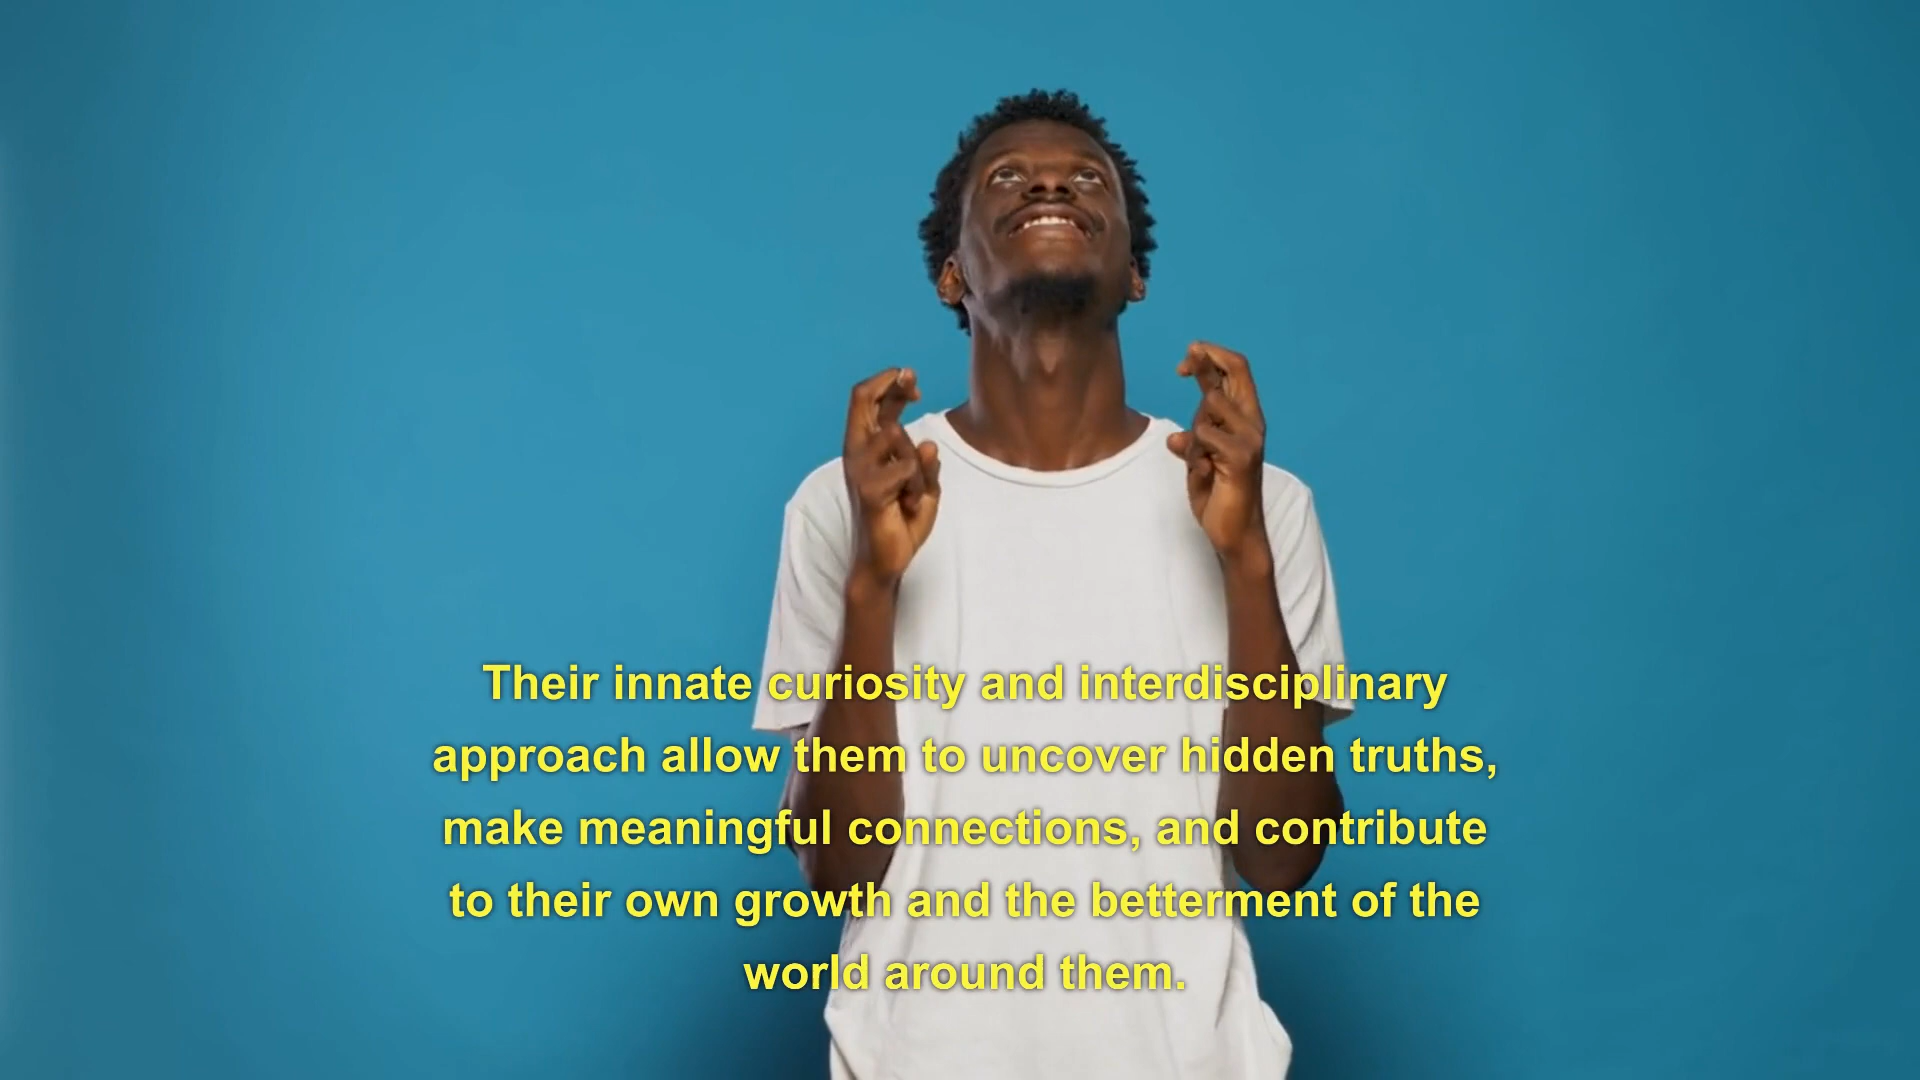 Their innate curiosity and interdisciplinary
approach allow them to uncover hidden truths,
make meaningful connections, and contribute
to their own growth and the betterment of the
world around them.